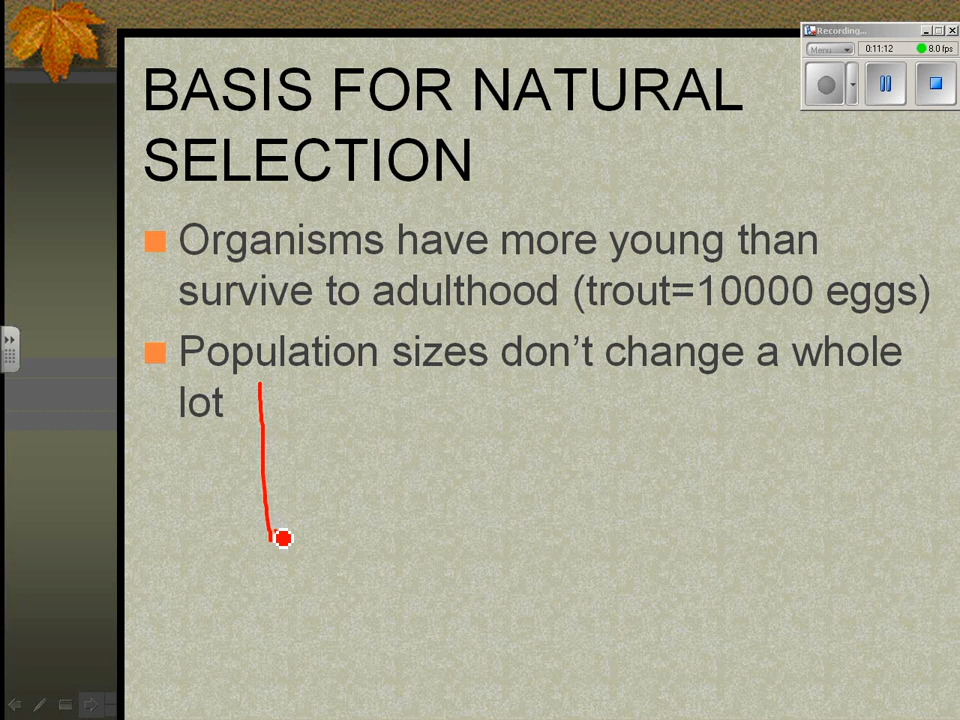 Recording...
Menu 0:11:12 8.0 fps
BASIS FOR NATURAL
SELECTION
Organisms have more young than
survive to adulthood (trout=10000 eggs)
Population sizes don’t change a whole
lot